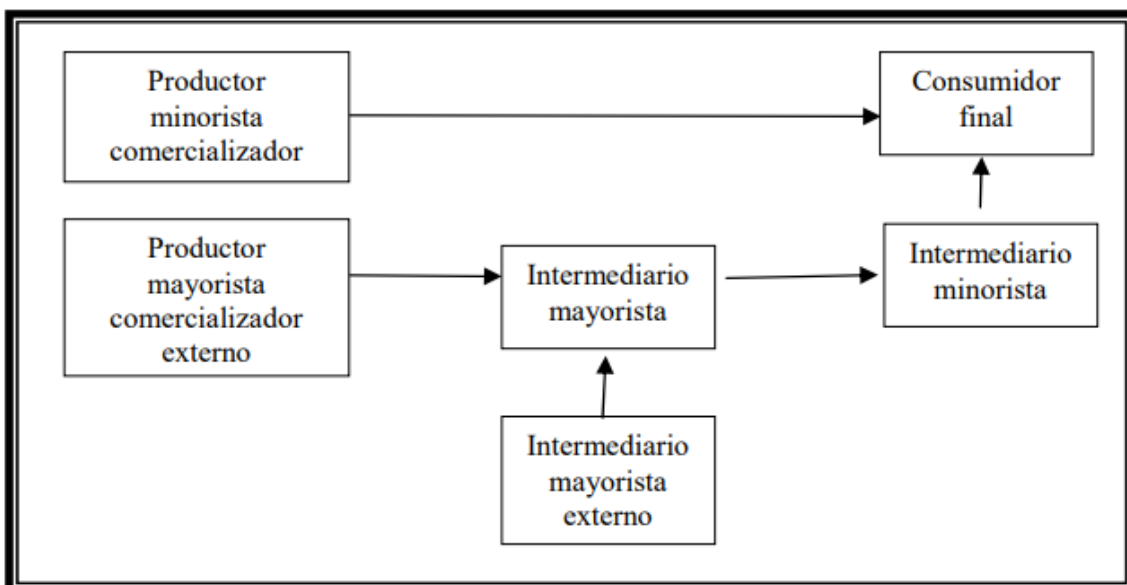 Productor
minorista
comercializador
Consumidor
final
Productor
mayorista
comercializador
externo
Intermediario
mayorista
Intermediario
minorista
Intermediario
mayorista
externo